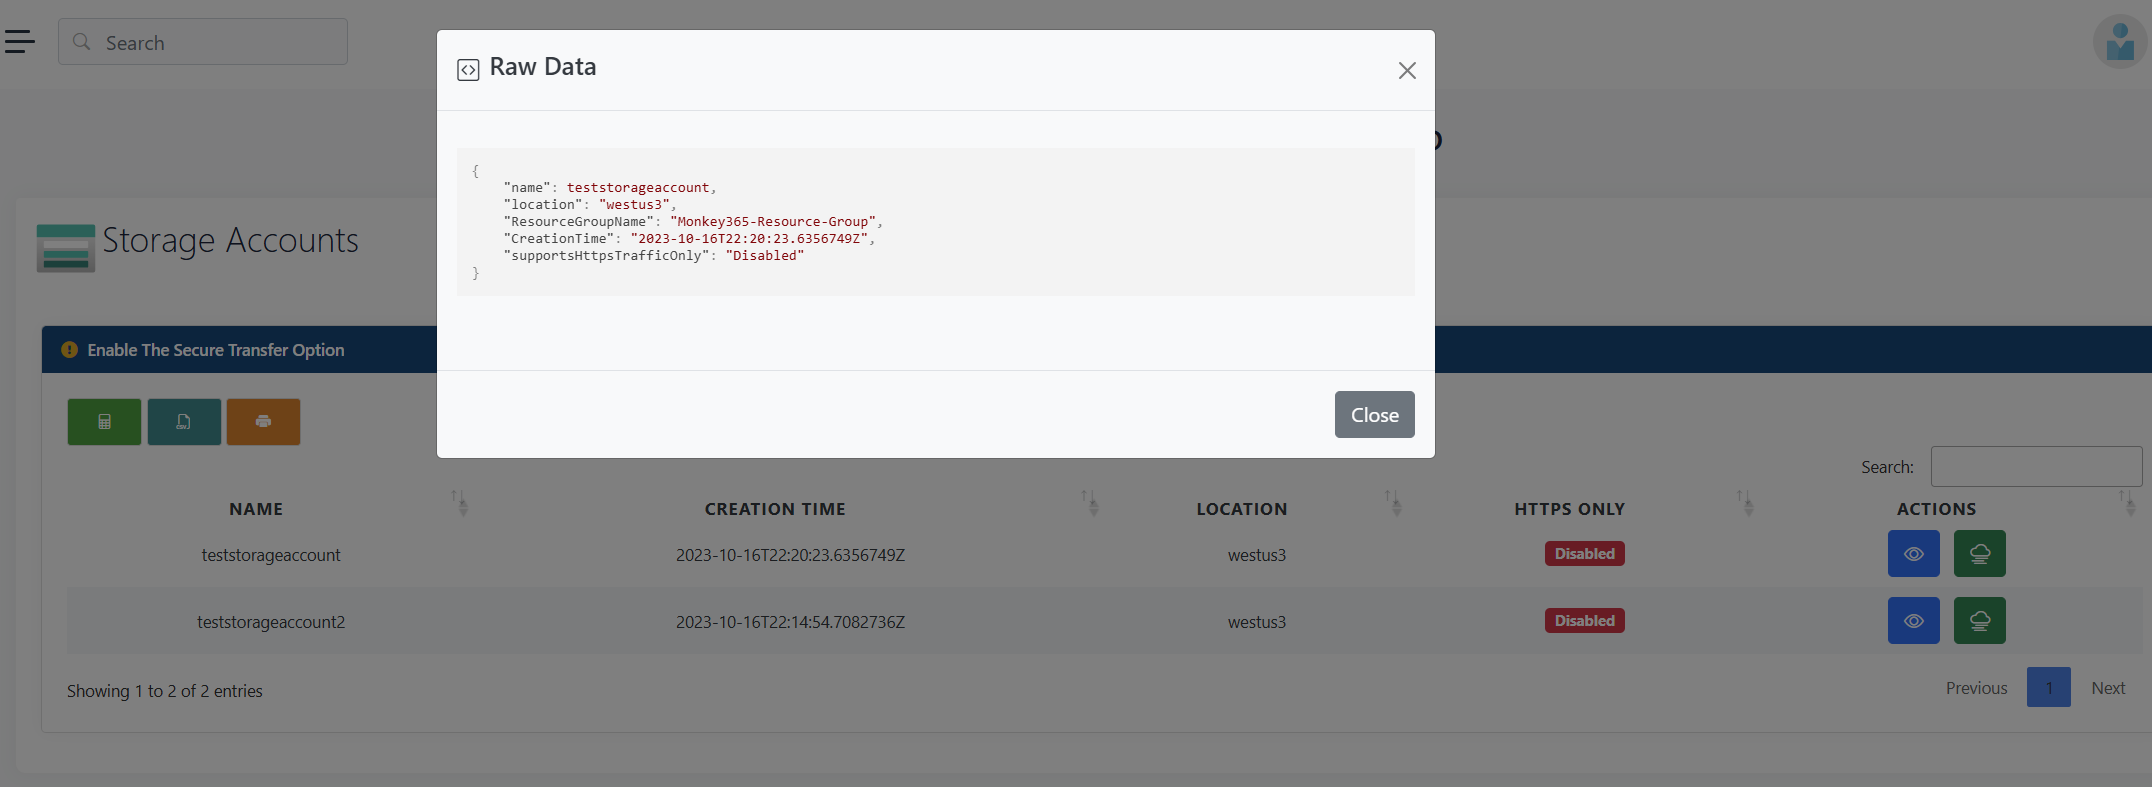 Search
Raw Data
{
"name": teststorageaccount,
"location": "westus3",
"ResourceGroupName": "Monkey365-Resource-Group",
"CreationTime": "2023-10-16T22:20:23.6356749Z",
"supportsHttpsTrafficOnly": "Disabled"
}
Close
Storage Accounts
Enable The Secure Transfer Option
CSV
Search:
NAME CREATION TIME LOCATION HTTPS ONLY ACTIONS
teststorageaccount 2023-10-16T22:20:23.6356749Z westus3 Disabled
teststorageaccount2 2023-10-16T22:14:54.7082736Z westus3 Disabled
Showing 1 to 2 of 2 entries
Previous 1 Next